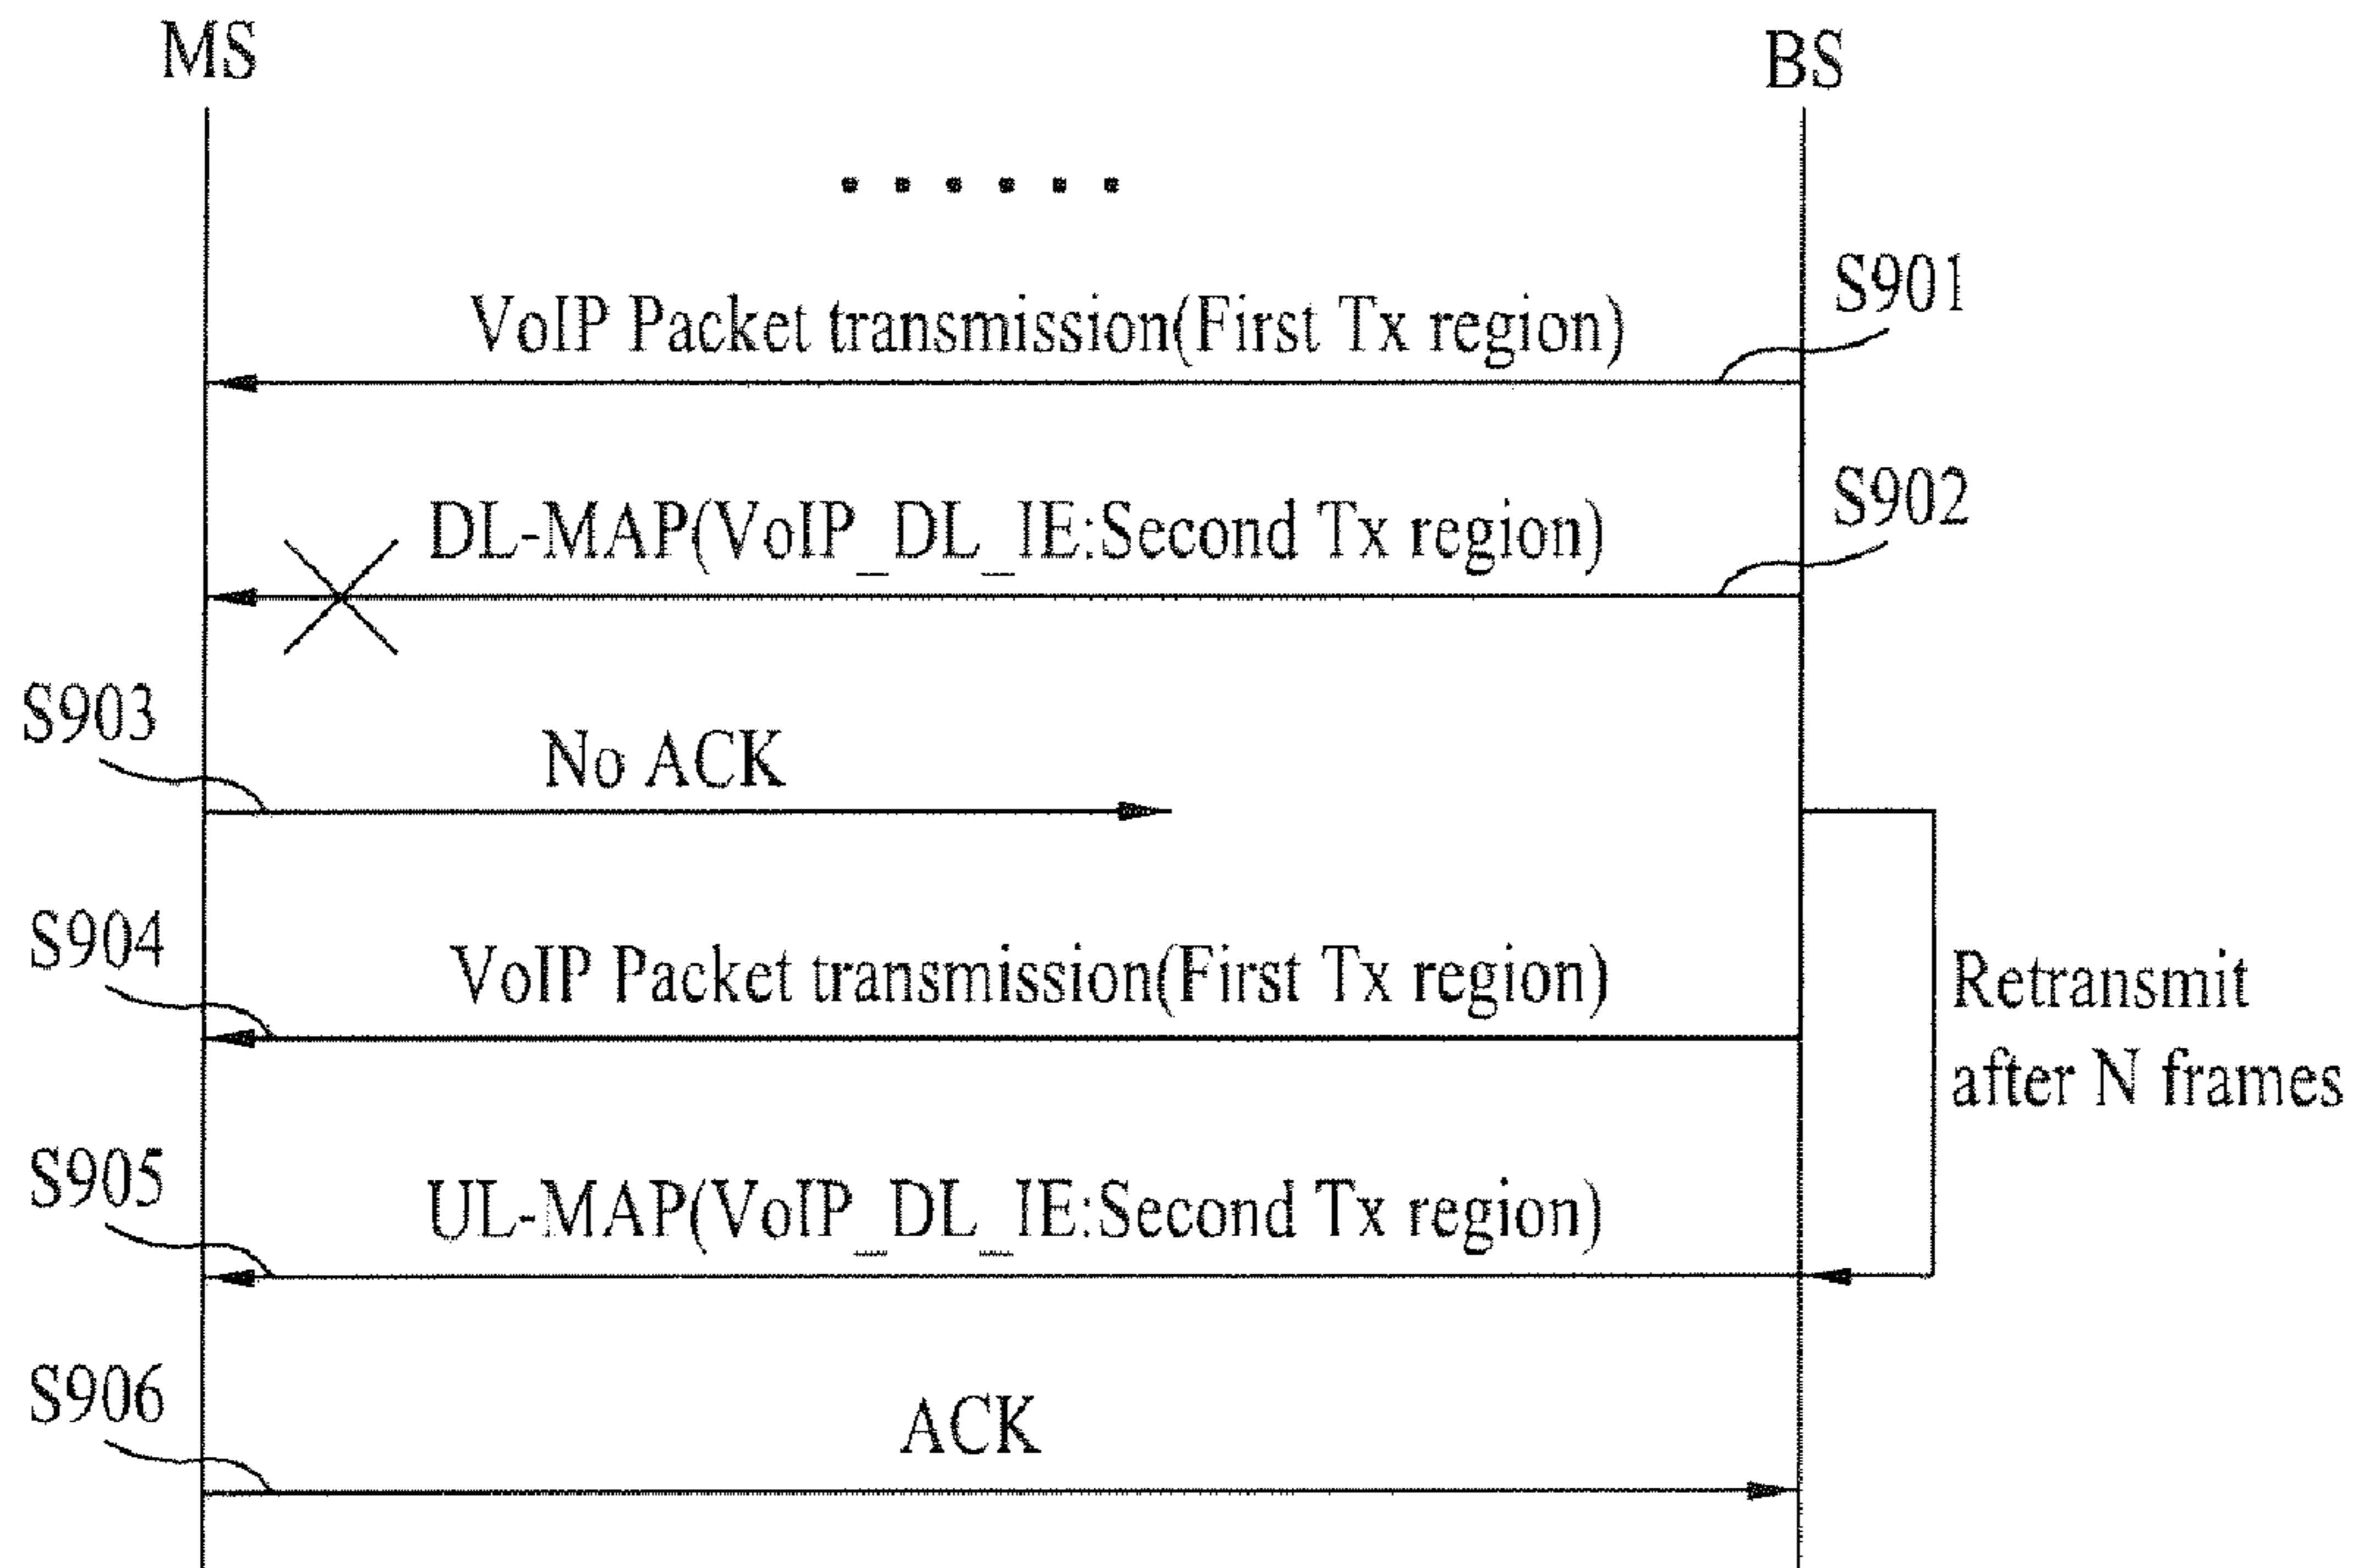 MS
BS
S901
VoIP Packet transmission(First Tx region)
S902
DL-MAP(VoIP_DL_IE:Second Tx region)
S903
No ACK
S904
VoIP Packet transmission(First Tx region)
Retransmit
after N frames
S905
UL-MAP(VoIP_DL_IE:Second Tx region)
S906
ACK